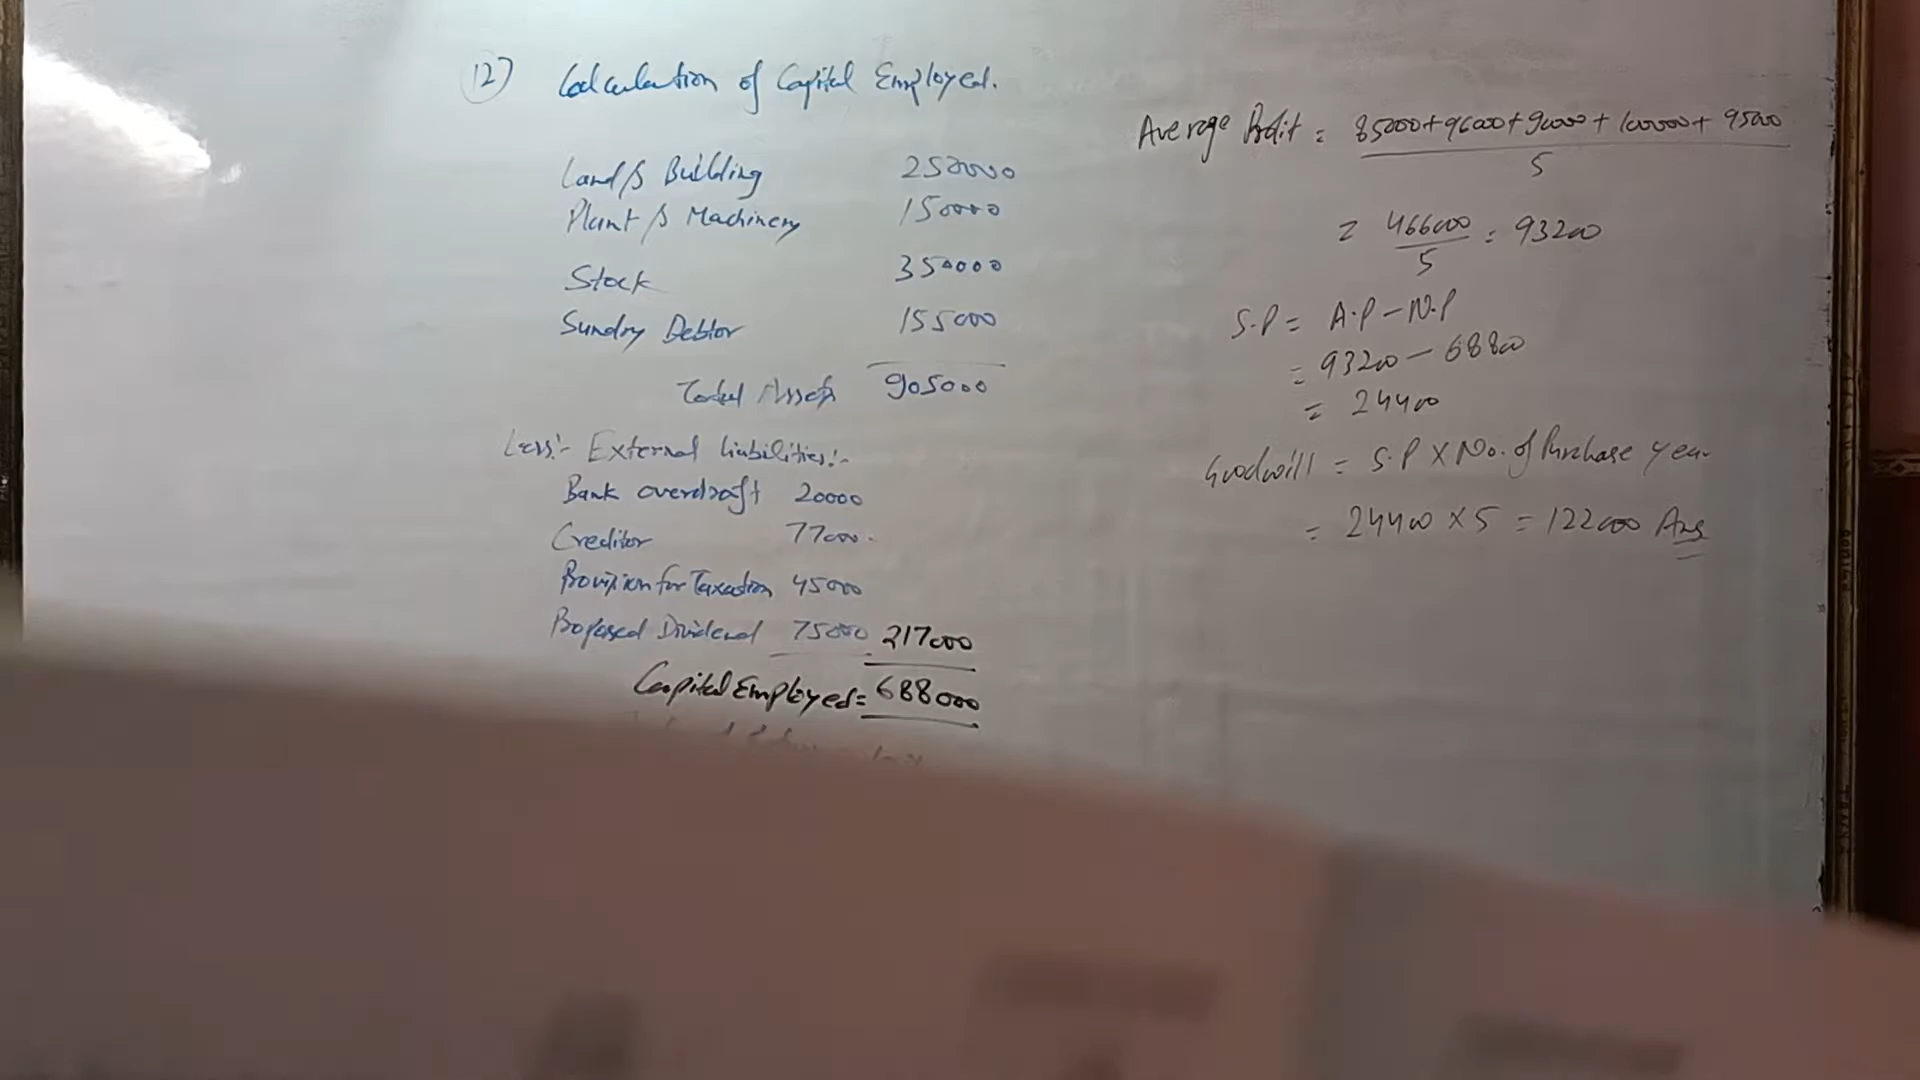 12) Calculation of Capital Employed.
Land & Building 250000
Plant & Machinery 150000
Stock 350000
Sundry Debtor 155000
Total Assets 905000
Less:- External Liabilities:-
Bank overdraft 20000
Creditor 77000.
Provision for Taxation 45000
Proposed Dividend 75000 217000
Capital Employed = 688000
Average Profit = 85000+96000+90000+100000+95000
5
= 466000 = 93200
5
S.P = A.P - N.P
= 93200 - 68800
= 24400
Goodwill = S.P X No. of Purchase year
= 24400 X 5 = 122000 Ans